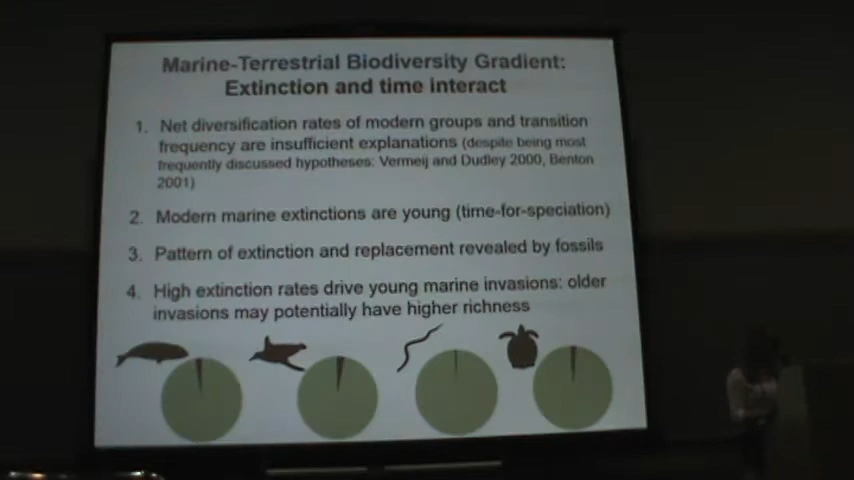 Marine-Terrestrial Biodiversity Gradient:
Extinction and time interact
1. Net diversification rates of modern groups and transition
frequency are insufficient explanations (despite being most
frequently discussed hypotheses: Vermeij and Dudley 2000, Benton
2001)
2. Modern marine extinctions are young (time-for-speciation)
3. Pattern of extinction and replacement revealed by fossils
4. High extinction rates drive young marine invasions: older
invasions may potentially have higher richness